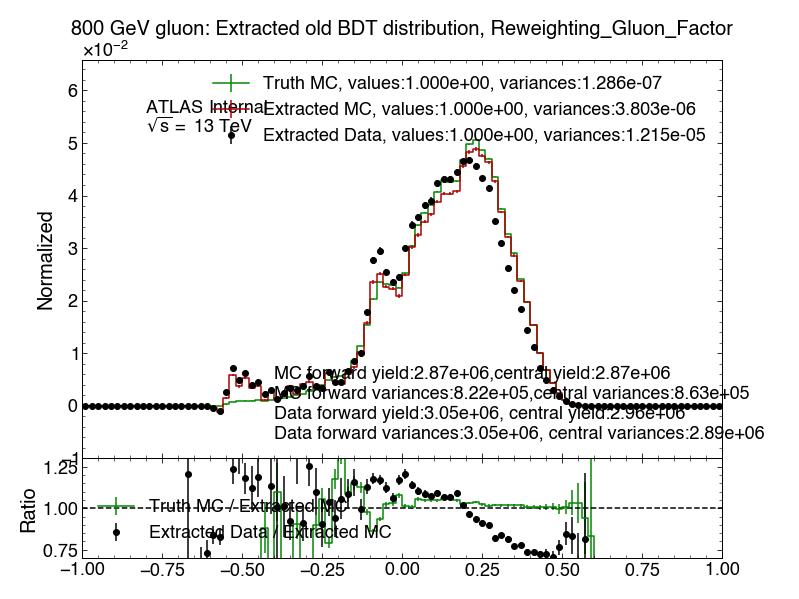 800 GeV gluon: Extracted old BDT distribution, Reweighting_Gluon_Factor
×10⁻²
Truth MC, values:1.000e+00, variances:1.286e-07
ATLAS Internal
Extracted MC, values:1.000e+00, variances:3.803e-06
√s = 13 TeV
Extracted Data, values:1.000e+00, variances:1.215e-05
6
5
4
3
2
1
0
−1
Normalized
MC forward yield:2.87e+06,central yield:2.87e+06
MC forward variances:8.22e+05,central variances:8.63e+05
Data forward yield:3.05e+06, central yield:2.96e+06
Data forward variances:3.05e+06, central variances:2.89e+06
1.25
1.00
0.75
Ratio
Truth MC / Extracted MC
Extracted Data / Extracted MC
−1.00 −0.75 −0.50 −0.25 0.00 0.25 0.50 0.75 1.00